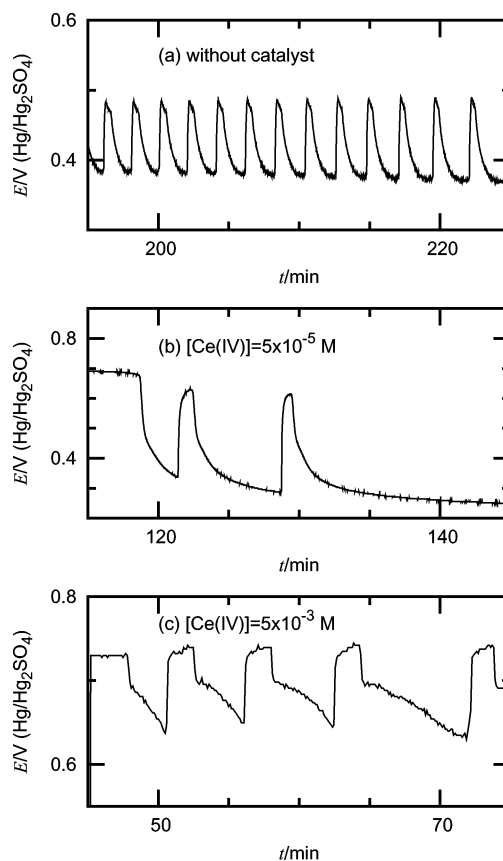 0.6
(a) without catalyst
0.4
E/V (Hg/Hg₂SO₄)
200 220
t/min
0.8
(b) [Ce(IV)]=5x10⁻⁵ M
0.4
E/V (Hg/Hg₂SO₄)
120 140
t/min
0.8
(c) [Ce(IV)]=5x10⁻³ M
0.6
E/V (Hg/Hg₂SO₄)
50 70
t/min